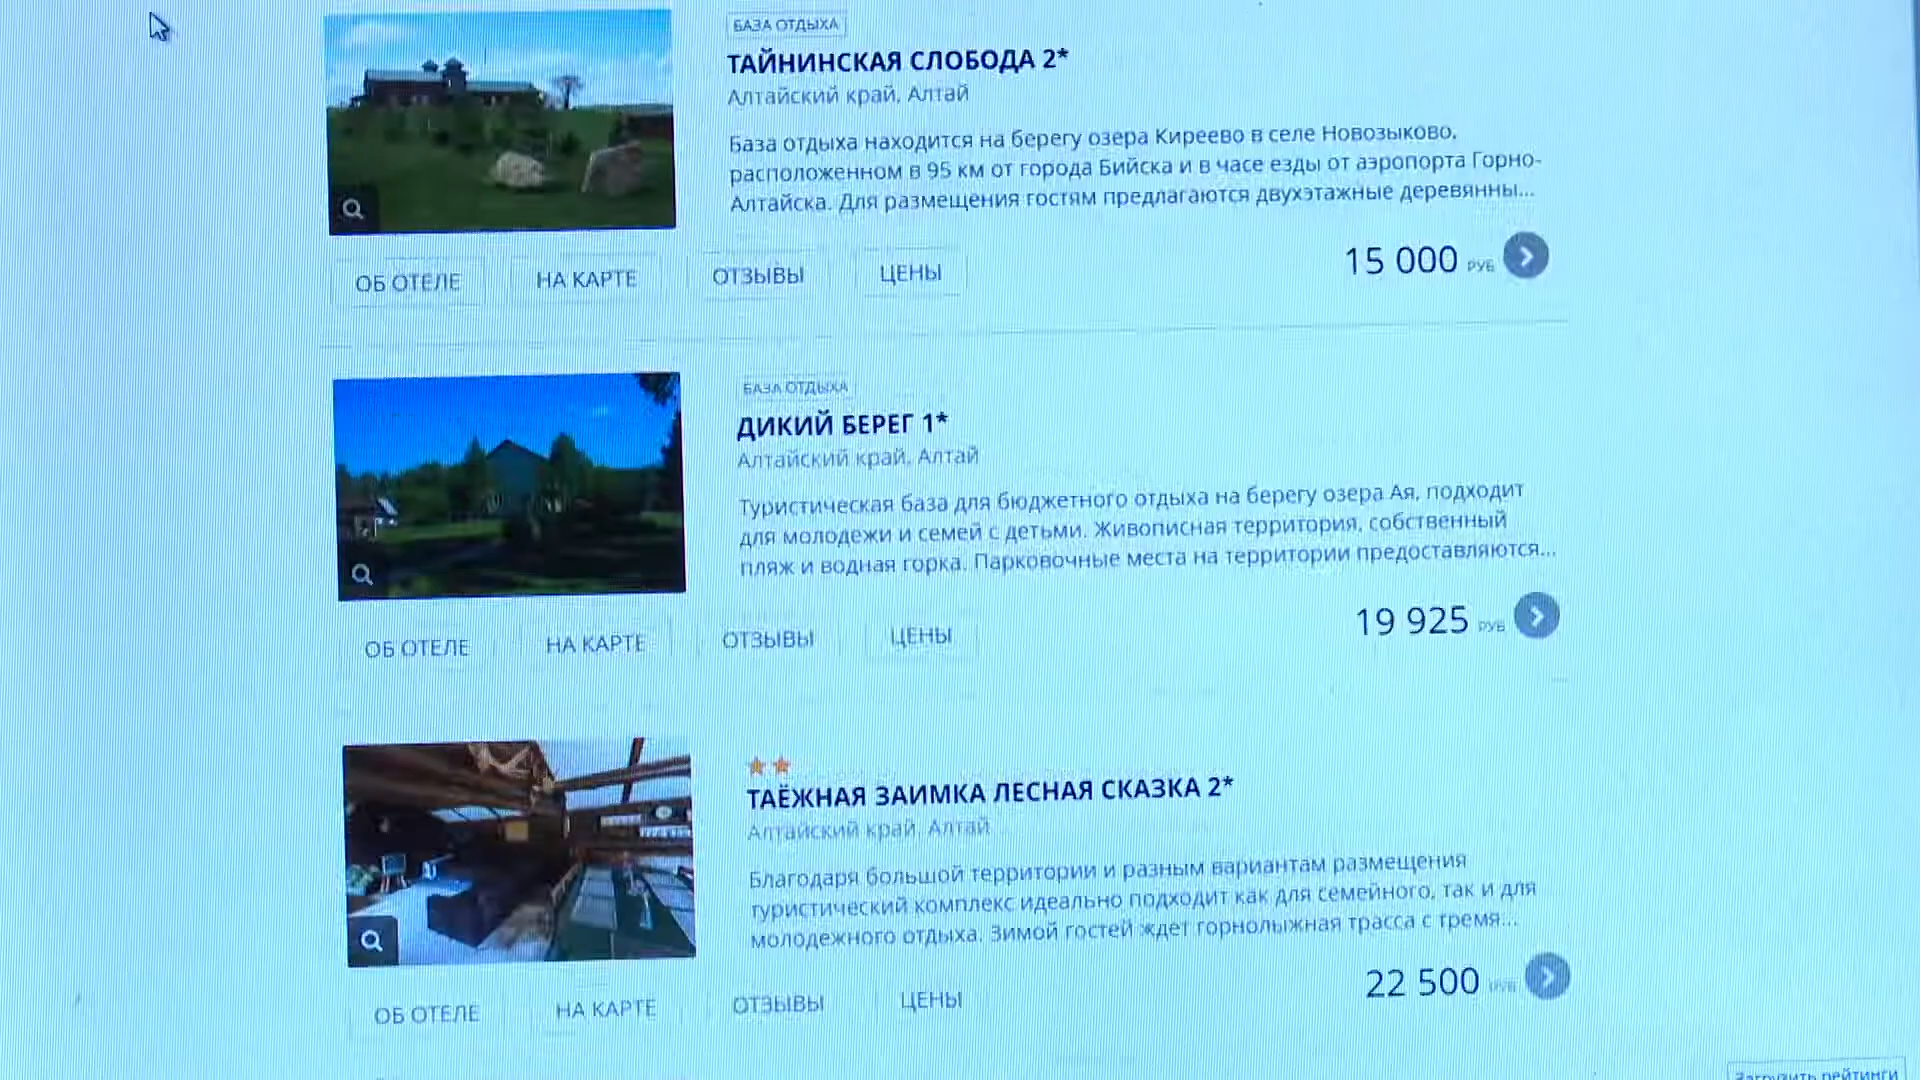 БАЗА ОТДЫХА
ТАЙНИНСКАЯ СЛОБОДА 2*
Алтайский край, Алтай
База отдыха находится на берегу озера Киреево в селе Новозыково,
расположенном в 95 км от города Бийска и в часе езды от аэропорта Горно-
Алтайска. Для размещения гостям предлагаются двухэтажные деревянны...
15 000 РУБ
ОБ ОТЕЛЕ НА КАРТЕ ОТЗЫВЫ ЦЕНЫ
БАЗА ОТДЫХА
ДИКИЙ БЕРЕГ 1*
Алтайский край, Алтай
Туристическая база для бюджетного отдыха на берегу озера Ая, подходит
для молодежи и семей с детьми. Живописная территория, собственный
пляж и водная горка. Парковочные места на территории предоставляются...
19 925 РУБ
ОБ ОТЕЛЕ НА КАРТЕ ОТЗЫВЫ ЦЕНЫ
ТАЁЖНАЯ ЗАИМКА ЛЕСНАЯ СКАЗКА 2*
Алтайский край, Алтай
Благодаря большой территории и разным вариантам размещения
туристический комплекс идеально подходит как для семейного, так и для
молодежного отдыха. Зимой гостей ждет горнолыжная трасса с тремя...
22 500 РУБ
ОБ ОТЕЛЕ НА КАРТЕ ОТЗЫВЫ ЦЕНЫ
Загрузить рейтинги